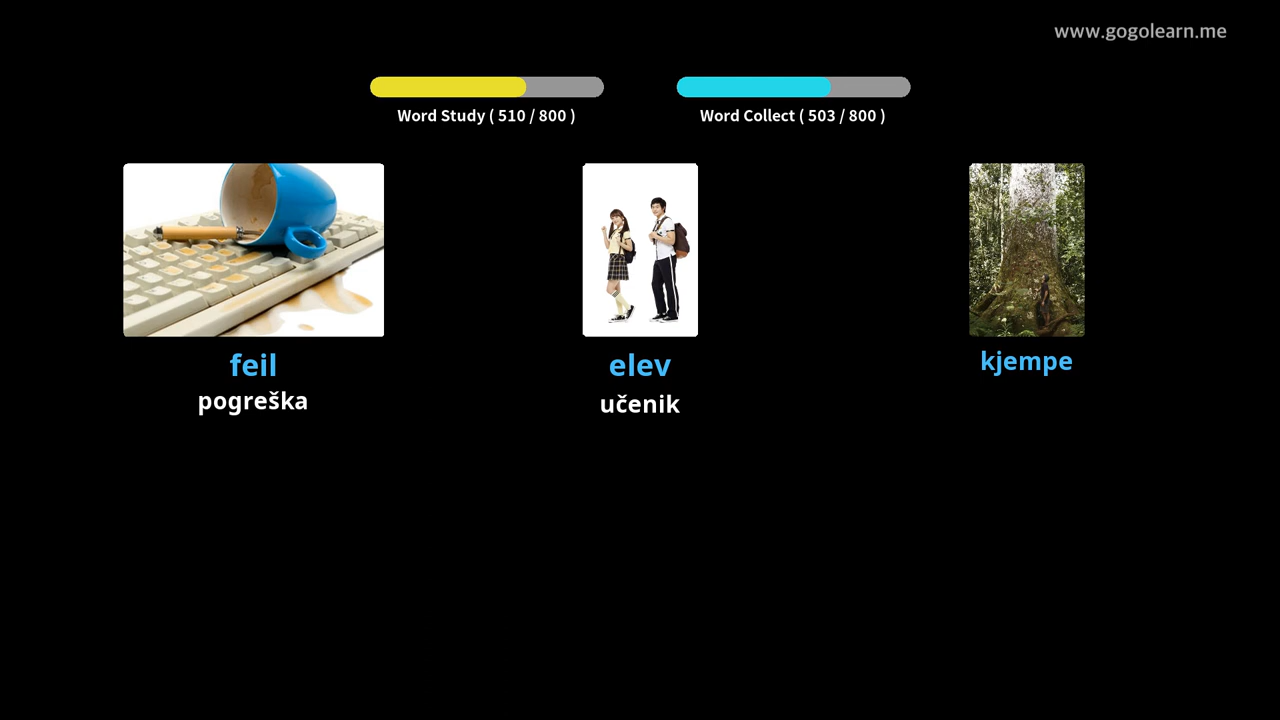 www.gogolearn.me
Word Study ( 510 / 800 )
Word Collect ( 503 / 800 )
feil
pogreška
elev
učenik
kjempe